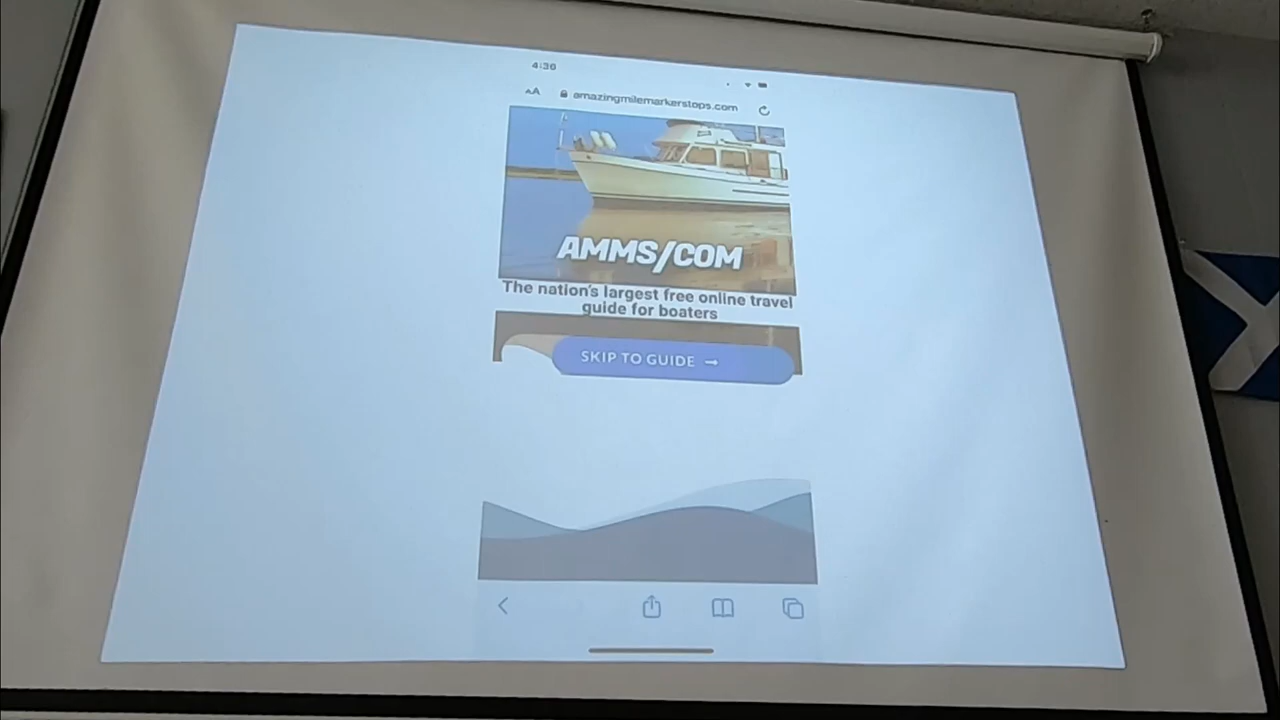 4:36
AA amazingmilemarkerstops.com
AMMS/COM
The nation's largest free online travel
guide for boaters
SKIP TO GUIDE →